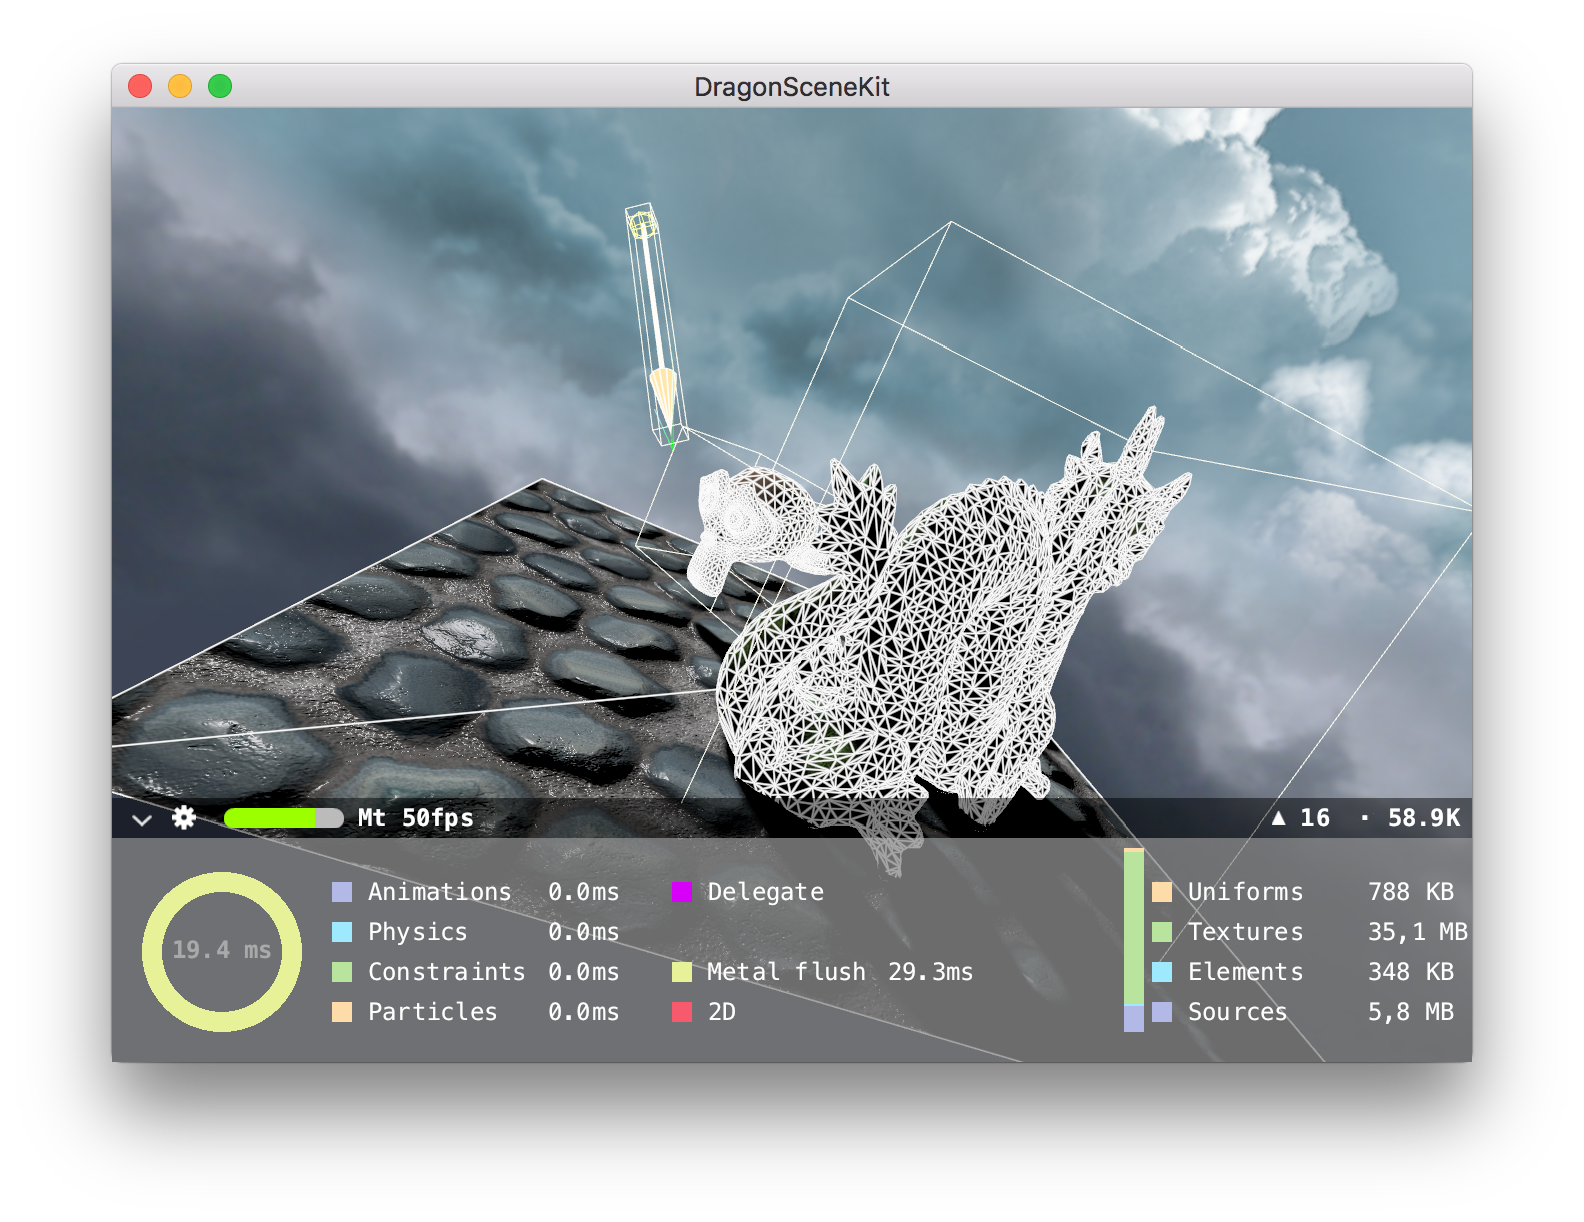 DragonSceneKit
Mt 50fps
▲ 16 · 58.9K
19.4 ms
Animations 0.0ms
Physics 0.0ms
Constraints 0.0ms
Particles 0.0ms
Delegate
Metal flush 29.3ms
2D
Uniforms 788 KB
Textures 35,1 MB
Elements 348 KB
Sources 5,8 MB